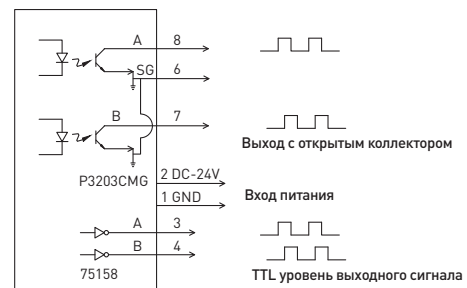 A 8
SG 6
B 7
Выход с открытым коллектором
P3203CMG
2 DC-24V
Вход питания
1 GND
A 3
B 4
75158
TTL уровень выходного сигнала